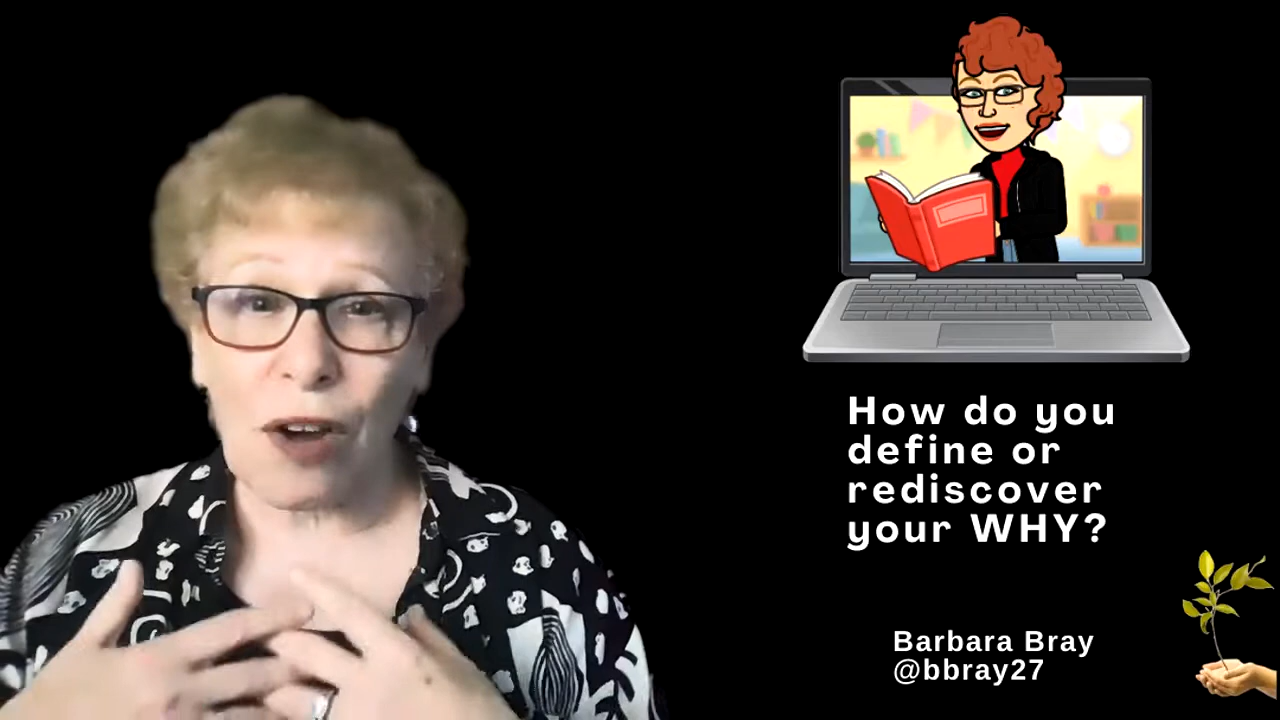 How do you
define or
rediscover
your WHY?
Barbara Bray
@bbray27